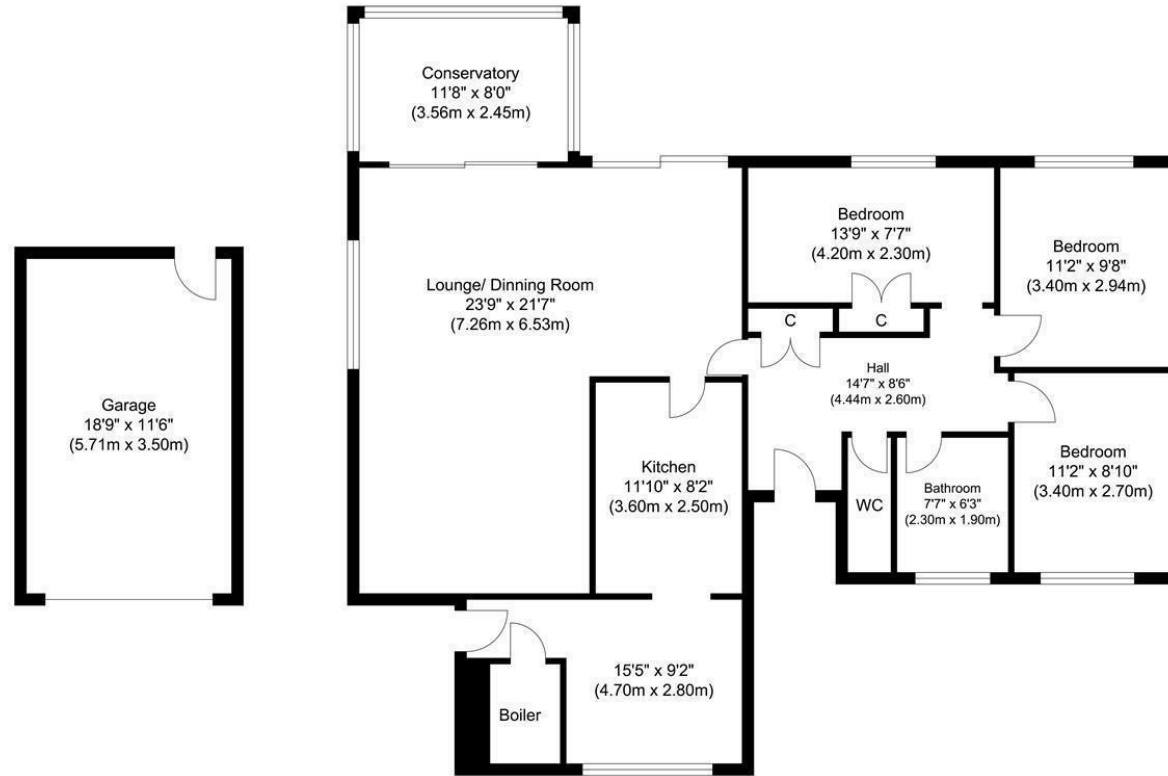 Conservatory
11'8" x 8'0"
(3.56m x 2.45m)
Bedroom
13'9" x 7'7"
(4.20m x 2.30m)
Bedroom
11'2" x 9'8"
(3.40m x 2.94m)
Lounge/ Dinning Room
23'9" x 21'7"
(7.26m x 6.53m)
C
C
Hall
14'7" x 8'6"
(4.44m x 2.60m)
Garage
18'9" x 11'6"
(5.71m x 3.50m)
Kitchen
11'10" x 8'2"
(3.60m x 2.50m)
WC
Bathroom
7'7" x 6'3"
(2.30m x 1.90m)
Bedroom
11'2" x 8'10"
(3.40m x 2.70m)
15'5" x 9'2"
(4.70m x 2.80m)
Boiler